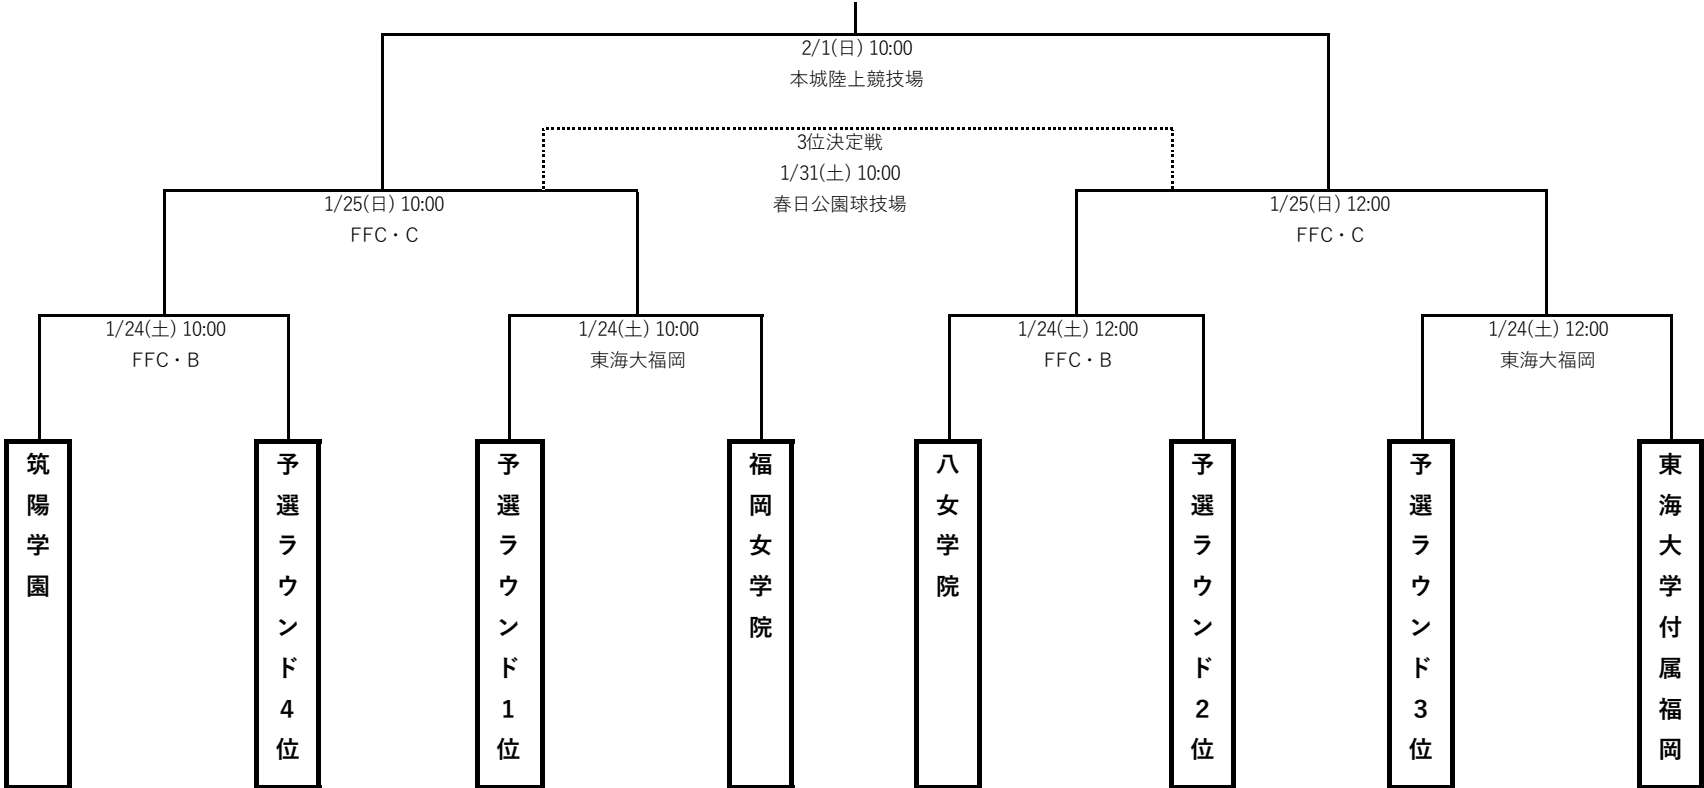 2/1(日) 10:00
本城陸上競技場
3位決定戦
1/31(土) 10:00
春日公園球技場
1/25(日) 10:00
FFC・C
1/25(日) 12:00
FFC・C
1/24(土) 10:00
FFC・B
1/24(土) 10:00
東海大福岡
1/24(土) 12:00
FFC・B
1/24(土) 12:00
東海大福岡
筑陽学園
予選ラウンド4位
予選ラウンド1位
福岡女学院
八女学院
予選ラウンド2位
予選ラウンド3位
東海大学付属福岡